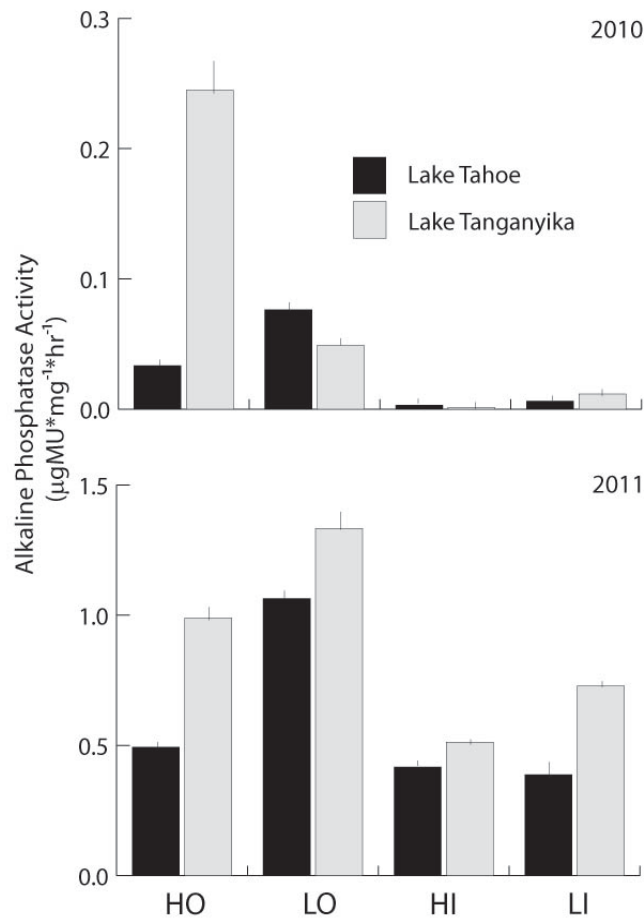 2010
0.3
0.2
0.1
0.0
Lake Tahoe
Lake Tanganyika
Alkaline Phosphatase Activity
(µgMU*mg⁻¹*hr⁻¹)
2011
1.5
1.0
0.5
0.0
HO LO HI LI